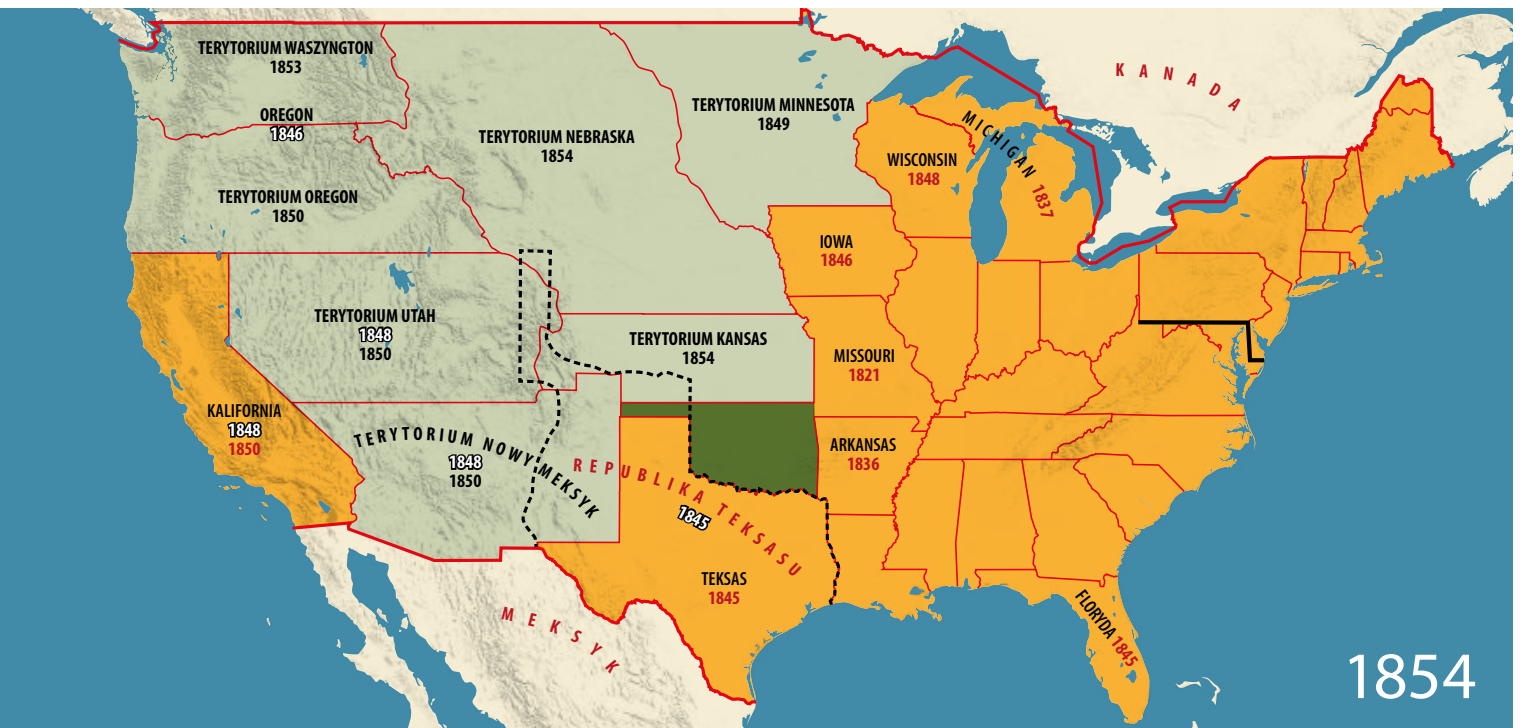 TERYTORIUM WASZYNGTON
1853
OREGON
1846
TERYTORIUM OREGON
1850
TERYTORIUM NEBRASKA
1854
TERYTORIUM MINNESOTA
1849
KANADA
WISCONSIN
1848
MICHIGAN 1837
IOWA
1846
TERYTORIUM UTAH
1848
1850
TERYTORIUM KANSAS
1854
MISSOURI
1821
KALIFORNIA
1848
1850
TERYTORIUM NOWY MEKSYK
1848
1850
ARKANSAS
1836
REPUBLIKA TEKSASU
1845
TEKSAS
1845
MEKSYK
FLORYDA 1845
1854